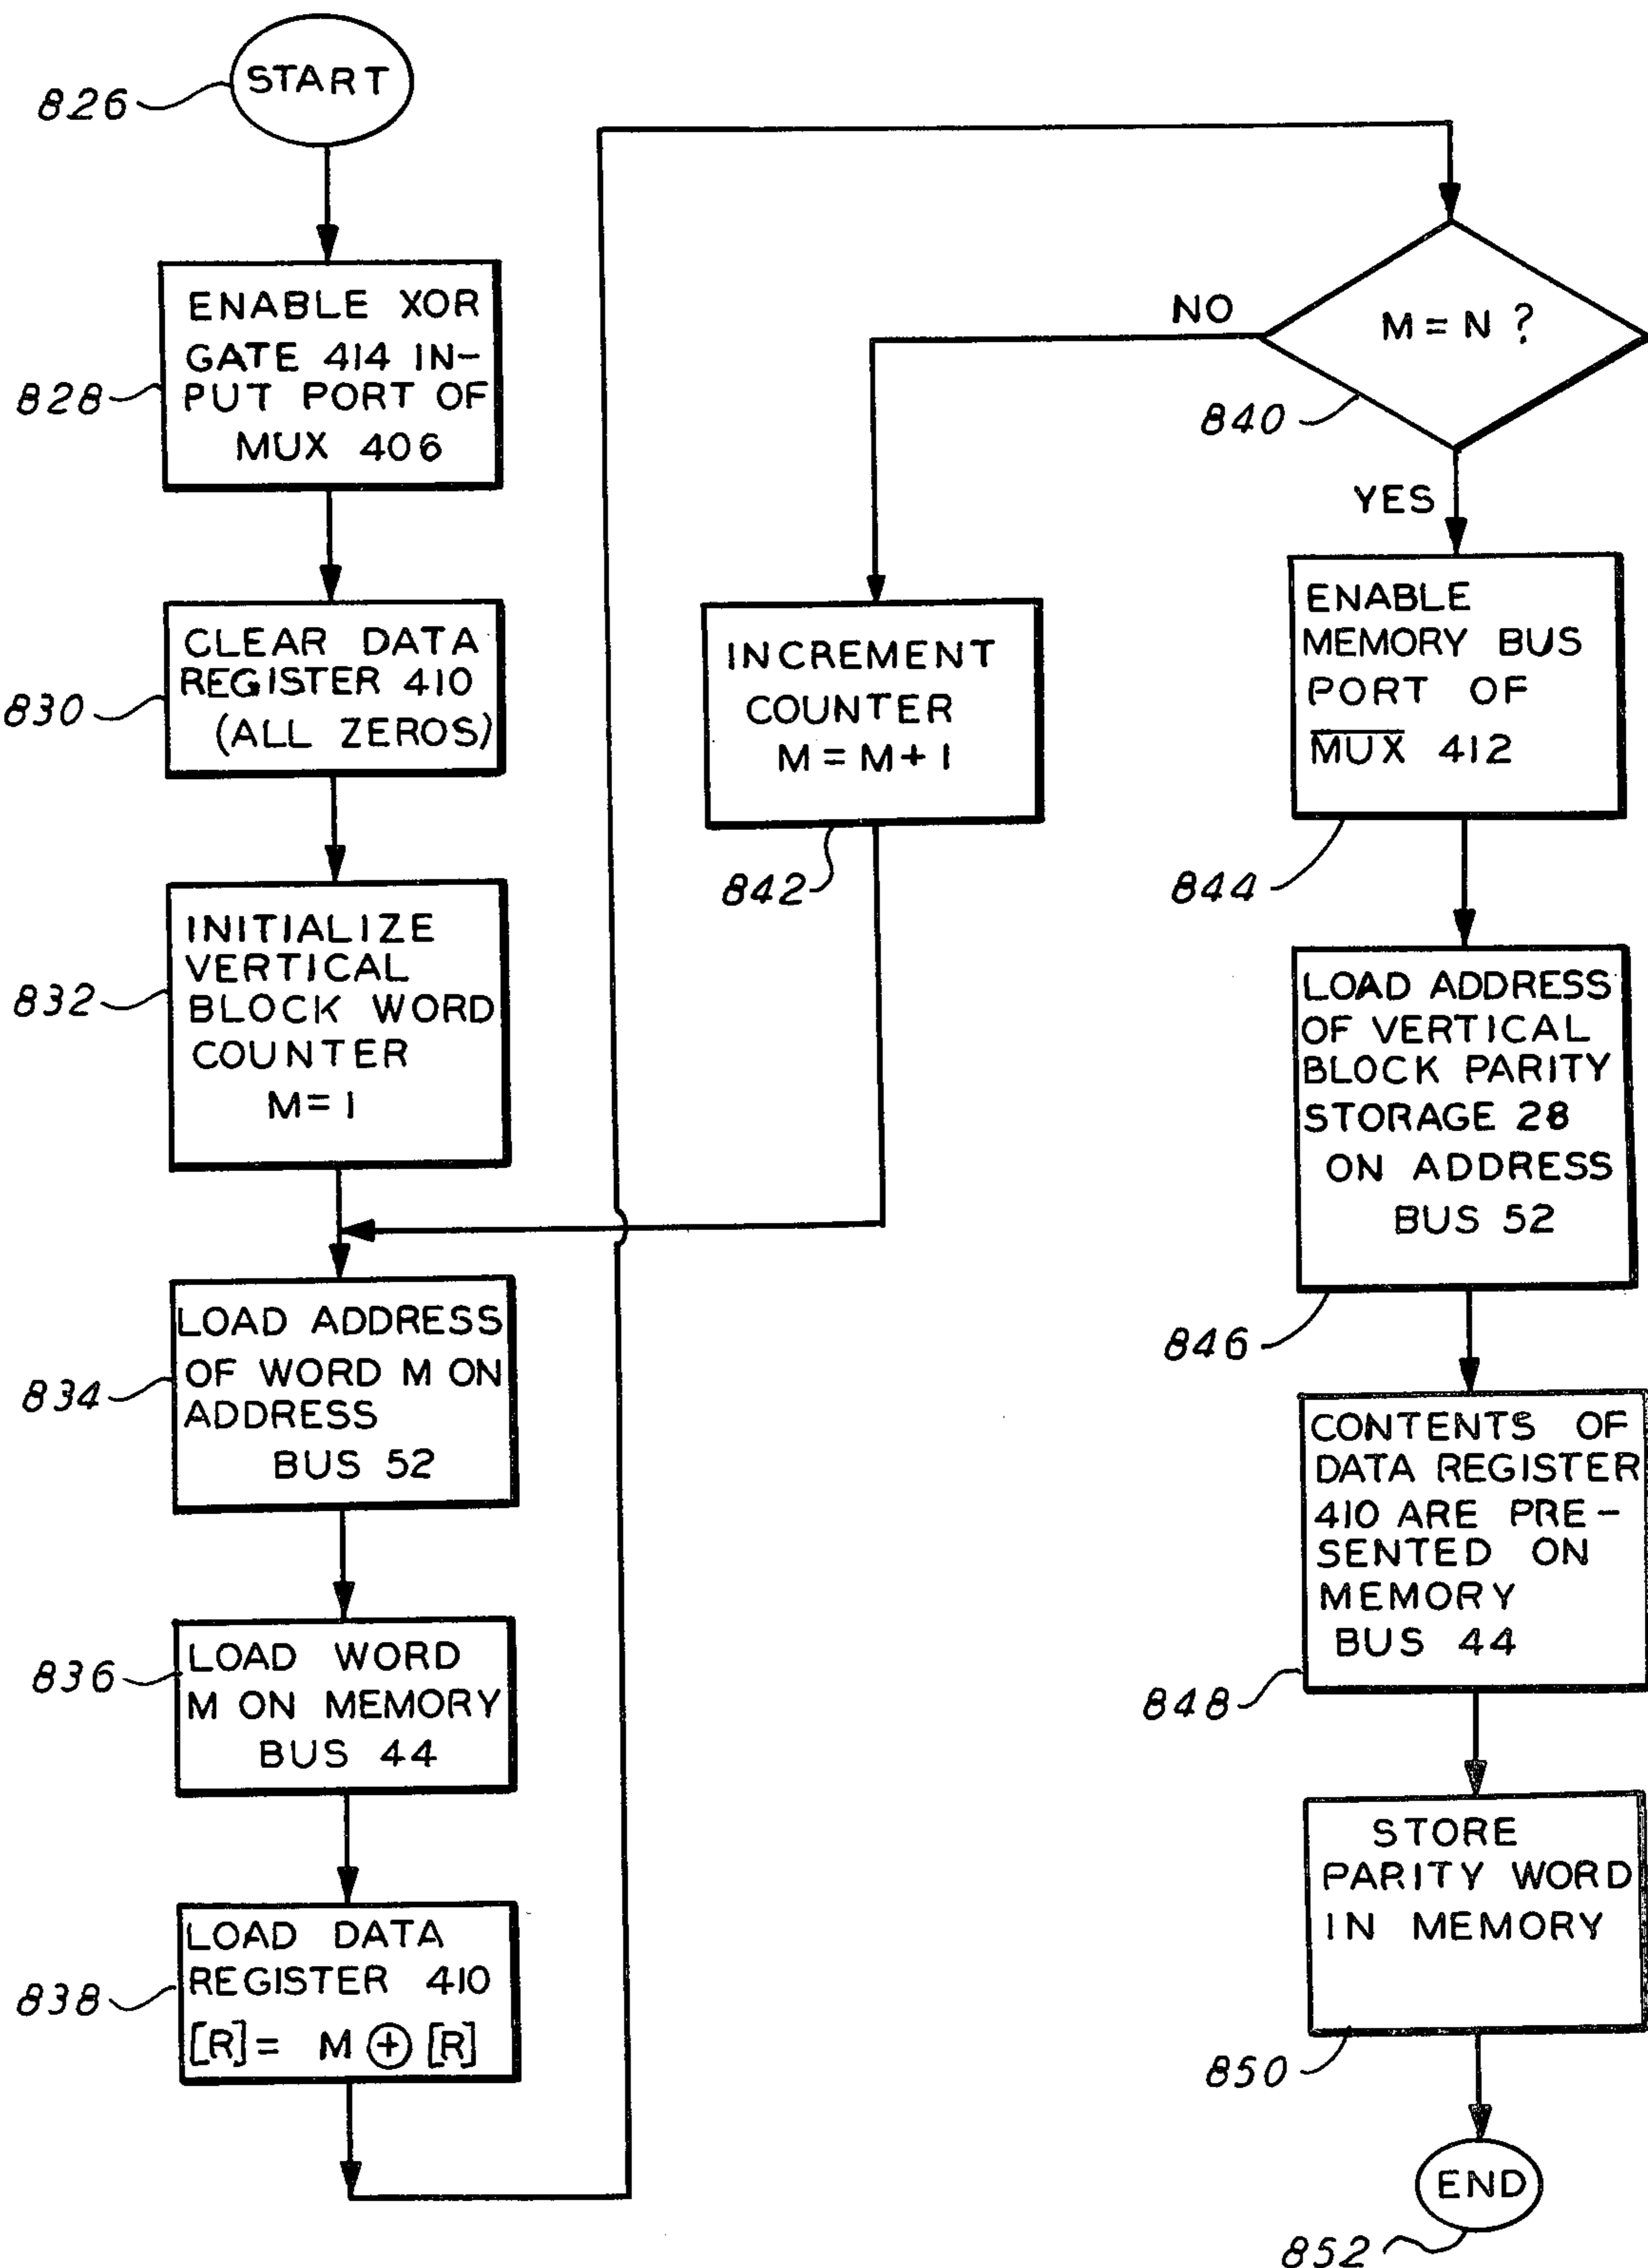 START
826
ENABLE XOR
GATE 414 IN-
PUT PORT OF
MUX 406
828
CLEAR DATA
REGISTER 410
(ALL ZEROS)
830
INITIALIZE
VERTICAL
BLOCK WORD
COUNTER
M = 1
832
LOAD ADDRESS
OF WORD M ON
ADDRESS
BUS 52
834
LOAD WORD
M ON MEMORY
BUS 44
836
LOAD DATA
REGISTER 410
[R] = M ⊕ [R]
838
M = N ?
840
NO
YES
INCREMENT
COUNTER
M = M + 1
842
ENABLE
MEMORY BUS
PORT OF
M̅U̅X̅ 412
844
LOAD ADDRESS
OF VERTICAL
BLOCK PARITY
STORAGE 28
ON ADDRESS
BUS 52
846
CONTENTS OF
DATA REGISTER
410 ARE PRE-
SENTED ON
MEMORY
BUS 44
848
STORE
PARITY WORD
IN MEMORY
850
END
852